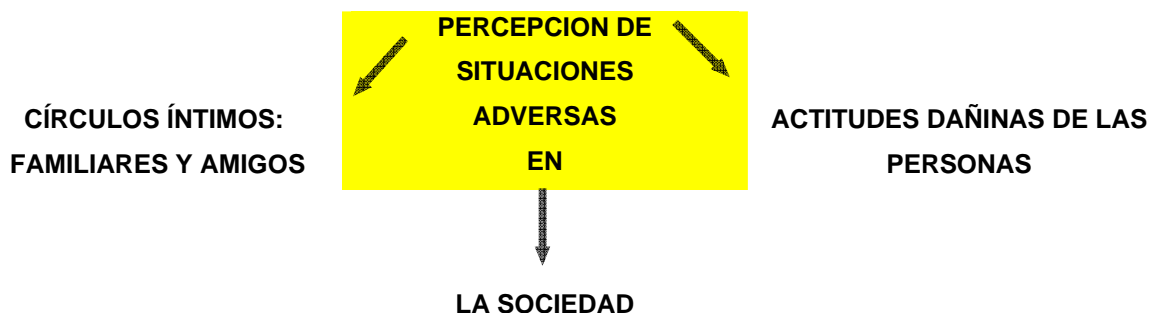 PERCEPCION DE
SITUACIONES
ADVERSAS
EN
CÍRCULOS ÍNTIMOS:
FAMILIARES Y AMIGOS
ACTITUDES DAÑINAS DE LAS
PERSONAS
LA SOCIEDAD